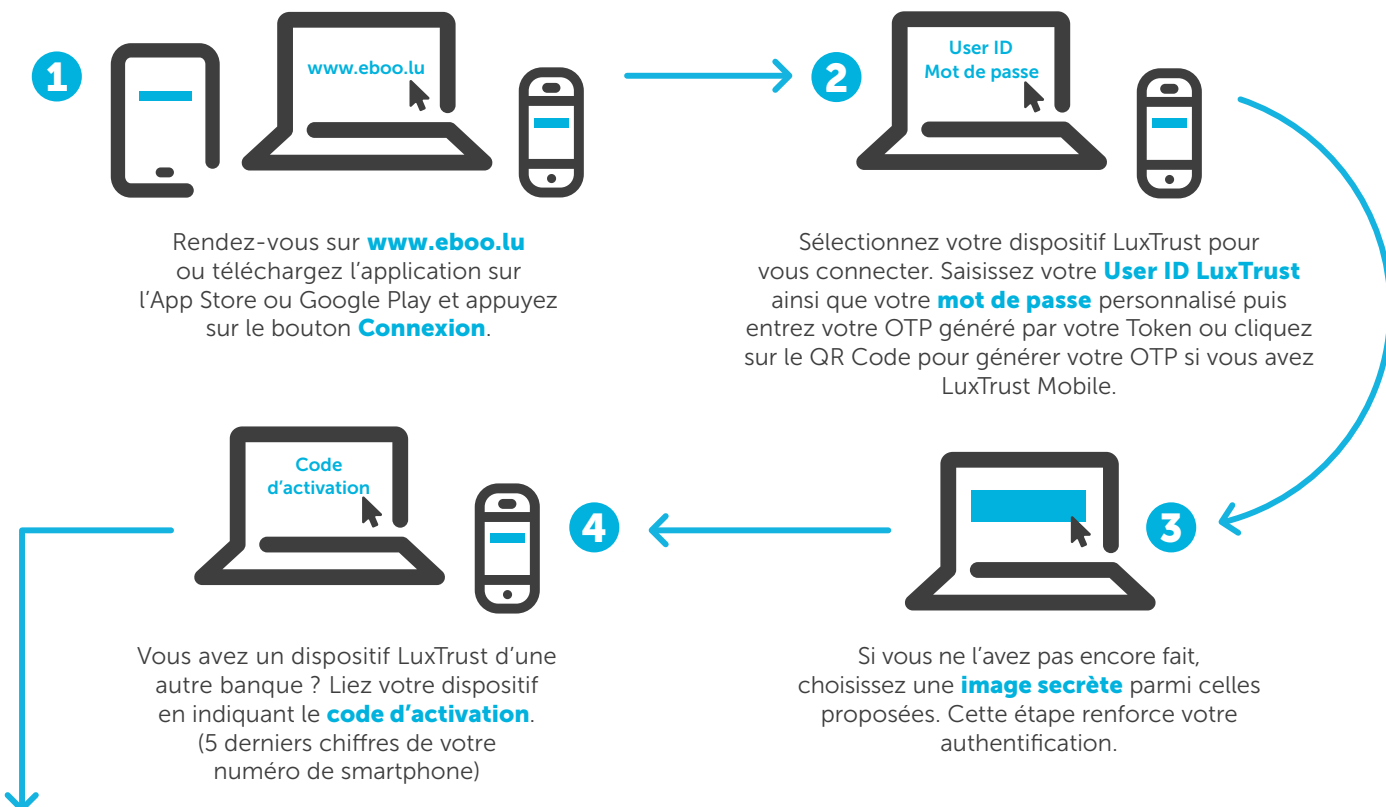 1
www.eboo.lu
Rendez-vous sur www.eboo.lu
ou téléchargez l’application sur
l’App Store ou Google Play et appuyez
sur le bouton Connexion.
2
User ID
Mot de passe
Sélectionnez votre dispositif LuxTrust pour
vous connecter. Saisissez votre User ID LuxTrust
ainsi que votre mot de passe personnalisé puis
entrez votre OTP généré par votre Token ou cliquez
sur le QR Code pour générer votre OTP si vous avez
LuxTrust Mobile.
3
Si vous ne l’avez pas encore fait,
choisissez une image secrète parmi celles
proposées. Cette étape renforce votre
authentification.
4
Code
d’activation
Vous avez un dispositif LuxTrust d’une
autre banque ? Liez votre dispositif
en indiquant le code d’activation.
(5 derniers chiffres de votre
numéro de smartphone)